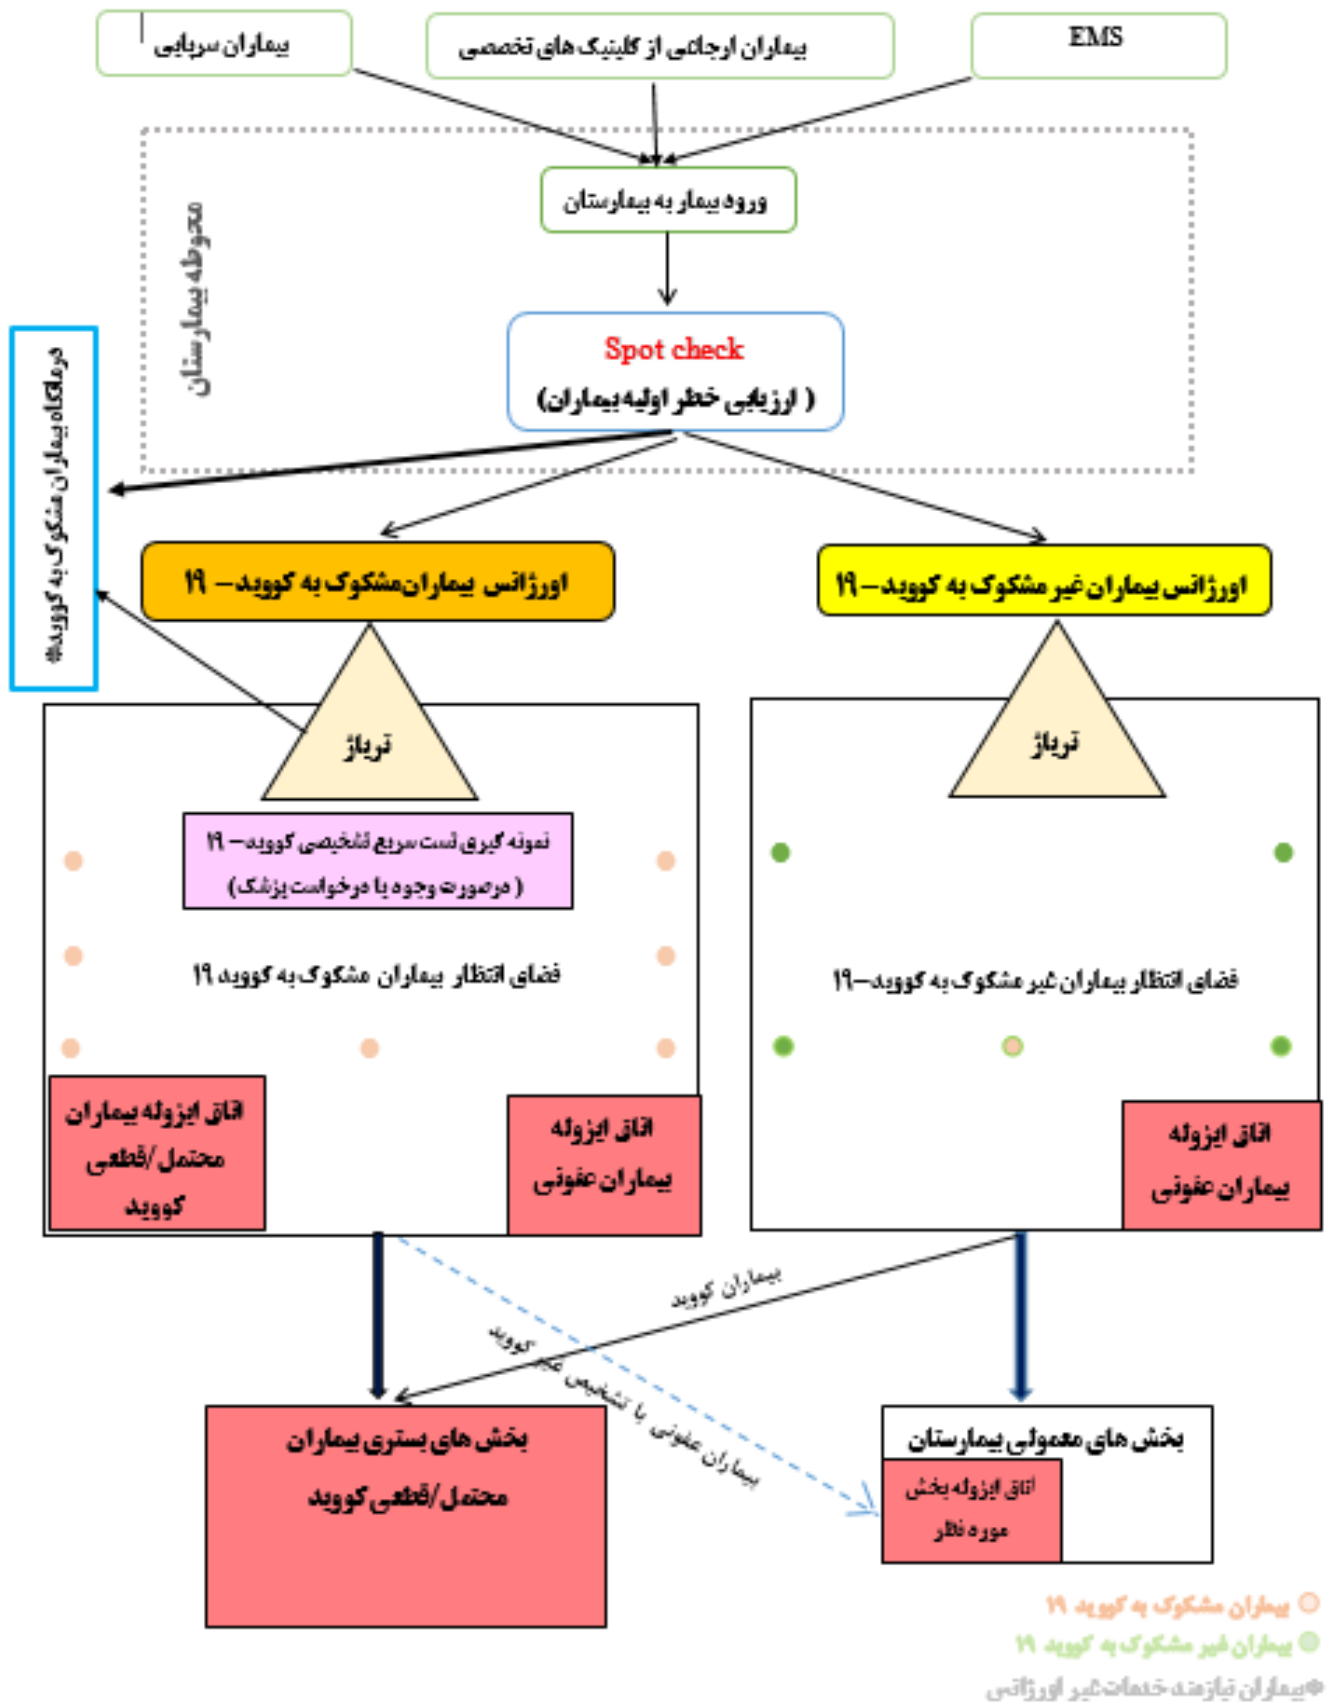 EMS
بیماران ارجاعی از کلینیک های تخصصی
بیماران سرپایی
ورود بیمار به بیمارستان
محوطه بیمارستان
Spot check
( ارزیابی خطر اولیه بیماران)
درمانگاه بیماران مشکوک به کووید*
اورژانس بیماران غیر مشکوک به کووید– ۱۹
اورژانس بیماران مشکوک به کووید– ۱۹
تریاژ
تریاژ
نمونه گیری تست سریع تشخیصی کووید– ۱۹
( درصورت وجود یا درخواست پزشک)
فضای انتظار بیماران غیر مشکوک به کووید–۱۹
فضای انتظار بیماران مشکوک به کووید ۱۹
اتاق ایزوله
بیماران عفونی
اتاق ایزوله
بیماران عفونی
اتاق ایزوله بیماران
محتمل/قطعی
کووید
بیماران کووید
بیماران عفونی با تشخیص غیر کووید
بخش های معمولی بیمارستان
اتاق ایزوله بخش
مورد نظر
بخش های بستری بیماران
محتمل/قطعی کووید
بیماران مشکوک به کووید ۱۹
بیماران غیر مشکوک به کووید ۱۹
*بیماران نیازمند خدمات غیر اورژانسی